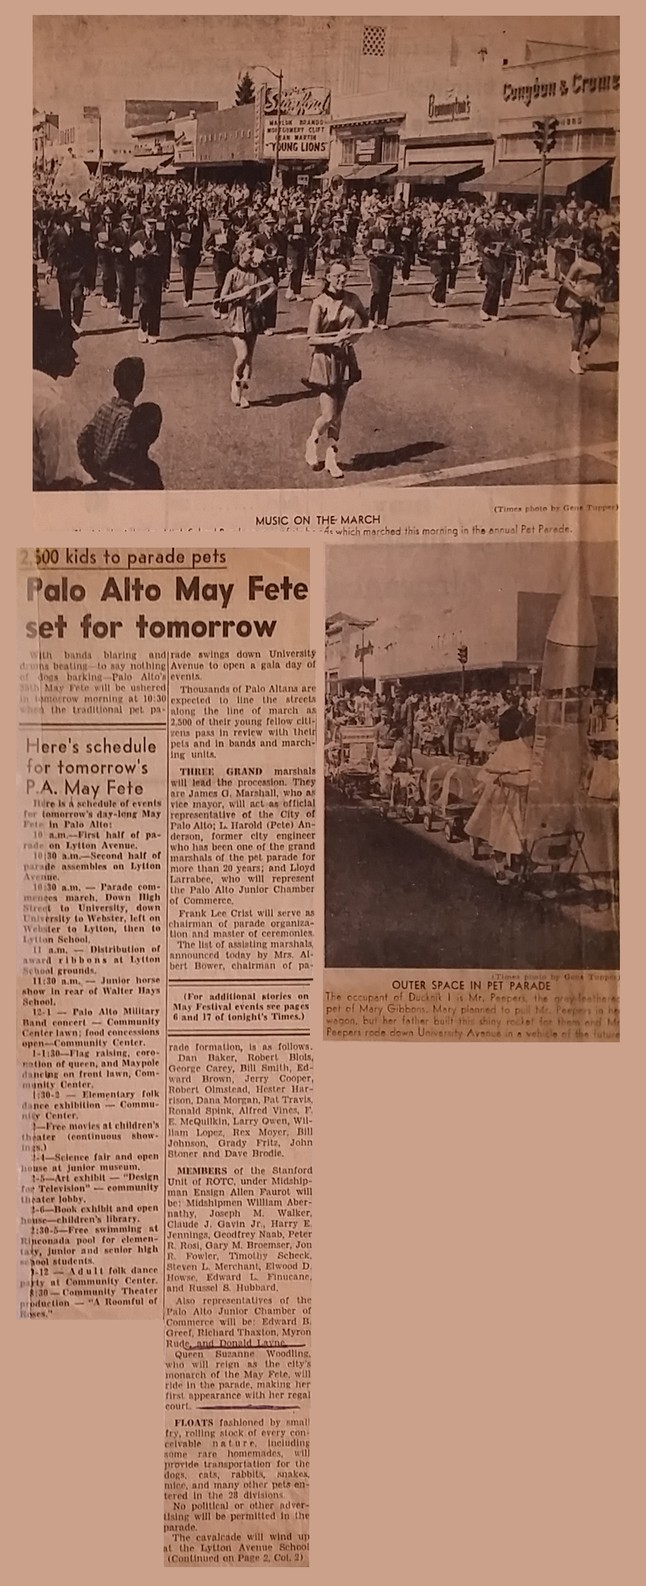 Stanford
MARLON BRANDO
MONTGOMERY CLIFT
DEAN MARTIN
"YOUNG LIONS"
Congdon & Crome
(Times photo by Gene Tupper)
MUSIC ON THE MARCH
which marched this morning in the annual Pet Parade.
2,500 kids to parade pets
Palo Alto May Fete
set for tomorrow
With bands blaring and
drums beating—to say nothing
of dogs barking—Palo Alto's
May Fete will be ushered
in tomorrow morning at 10:30
when the traditional pet pa-
Here's schedule
for tomorrow's
P.A. May Fete
Here is a schedule of events
for tomorrow's day-long May
Fete in Palo Alto:
10 a.m.—First half of pa-
rade on Lytton Avenue.
10:30 a.m.—Second half of
parade assembles on Lytton
Avenue.
10:30 a.m. — Parade com-
mences march, Down High
Street to University, down
University to Webster, left on
Webster to Lytton, then to
Lytton School.
11 a.m. — Distribution of
award ribbons at Lytton
School grounds.
11:30 a.m. — Junior horse
show in rear of Walter Hays
School.
12-1 — Palo Alto Military
Band concert — Community
Center lawn; food concessions
open—Community Center.
1-1:30—Flag raising, coro-
nation of queen, and Maypole
dancing on front lawn, Com-
munity Center.
1:30-2 — Elementary folk
dance exhibition — Commu-
nity Center.
2—Free movies at children's
theater (continuous show-
ings.)
2-4—Science fair and open
house at junior museum.
2-5—Art exhibit — "Design
for Television" — community
theater lobby.
2-6—Book exhibit and open
house—children's library.
2:30-5—Free swimming at
Rinconada pool for elemen-
tary, junior and senior high
school students.
9-12 — Adult folk dance
party at Community Center.
8:30 — Community Theater
production — "A Roomful of
Roses."
rade swings down University
Avenue to open a gala day of
events.
Thousands of Palo Altans are
expected to line the streets
along the line of march as
2,500 of their young fellow citi-
zens pass in review with their
pets and in bands and march-
ing units.
THREE GRAND marshals
will lead the procession. They
are James G. Marshall, who as
vice mayor, will act as official
representative of the City of
Palo Alto; L. Harold (Pete) An-
derson, former city engineer
who has been one of the grand
marshals of the pet parade for
more than 20 years; and Lloyd
Larrabee, who will represent
the Palo Alto Junior Chamber
of Commerce.
Frank Lee Crist will serve as
chairman of parade organiza-
tion and master of ceremonies.
The list of assisting marshals,
announced today by Mrs. Al-
bert Bower, chairman of pa-
(For additional stories on
May Festival events see pages
6 and 17 of tonight's Times.)
rade formation, is as follows.
Dan Baker, Robert Blois,
George Carey, Bill Smith, Ed-
ward Brown, Jerry Cooper,
Robert Olmstead, Hester Har-
rison, Dana Morgan, Pat Travis,
Ronald Spink, Alfred Vines, F.
E. McQuilkin, Larry Owen, Wil-
liam Lopez, Rex Moyer, Bill
Johnson, Grady Fritz, John
Stoner and Dave Brodie.
MEMBERS of the Stanford
Unit of ROTC, under Midship-
man Ensign Allen Faurot will
be: Midshipmen William Aber-
nathy, Joseph M. Walker,
Claude J. Gavin Jr., Harry E.
Jennings, Geodfrey Naab, Peter
R. Rosi, Gary M. Broemser, Jon
R. Fowler, Timothy Scheck,
Steven L. Merchant, Elwood D.
Howse, Edward L. Finucane,
and Russel S. Hubbard.
Also representatives of the
Palo Alto Junior Chamber of
Commerce will be: Edward B.
Greef, Richard Thaxton, Myron
Rude, and Donald Layne.
Queen Suzanne Woodling,
who will reign as the city's
monarch of the May Fete, will
ride in the parade, making her
first appearance with her regal
court.
FLOATS fashioned by small
fry, rolling stock of every con-
ceivable nature, including
some rare homemades, will
provide transportation for the
dogs, cats, rabbits, snakes,
mice, and many other pets en-
tered in the 28 divisions.
No political or other adver-
tising will be permitted in the
parade.
The cavalcade will wind up
at the Lytton Avenue School
(Continued on Page 2, Col. 2)
(Times photo by Gene Tupper)
OUTER SPACE IN PET PARADE
The occupant of Ducknik I is Mr. Peepers, the grey-feathered
pet of Mary Gibbons. Mary planned to pull Mr. Peepers in her
wagon, but her father built this shiny rocket for them and Mr.
Peepers rode down University Avenue in a vehicle of the future